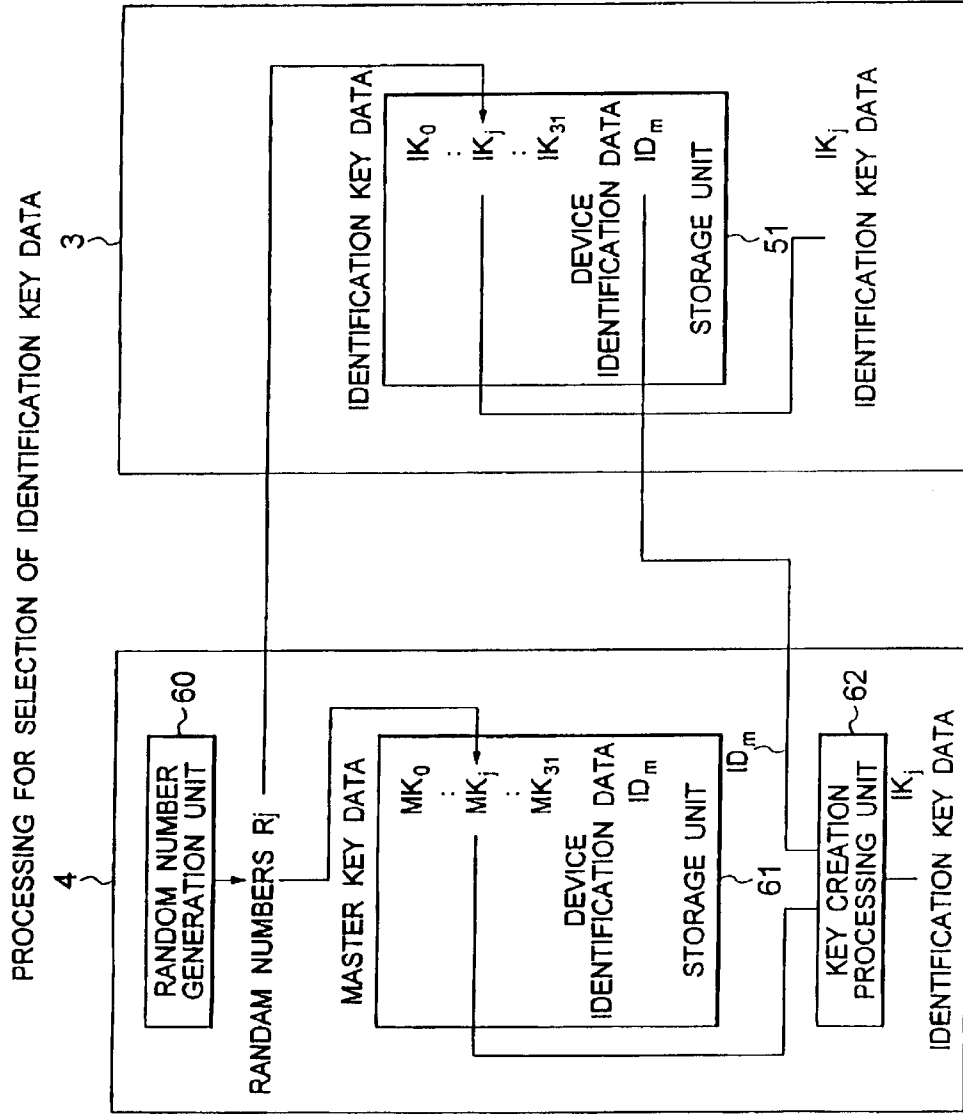 PROCESSING FOR SELECTION OF IDENTIFICATION KEY DATA
4
RANDOM NUMBER
GENERATION UNIT
60
RANDAM NUMBERS Rj
MASTER KEY DATA
MK0
:
MKj
:
MK31
DEVICE
IDENTIFICATION DATA
IDm
STORAGE UNIT
61
IDm
KEY CREATION
PROCESSING UNIT
62
IKj
IDENTIFICATION KEY DATA
3
IDENTIFICATION KEY DATA
IK0
:
IKj
:
IK31
DEVICE
IDENTIFICATION DATA
IDm
STORAGE UNIT
51
IKj
IDENTIFICATION KEY DATA